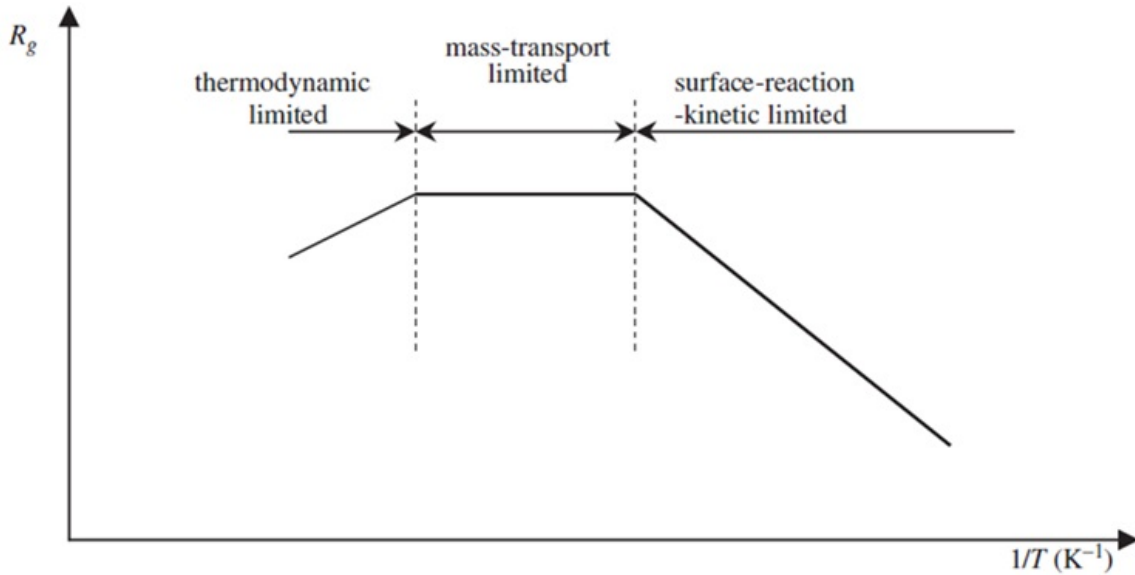 R_g
mass-transport
limited
thermodynamic
limited
surface-reaction
-kinetic limited
1/T (K⁻¹)